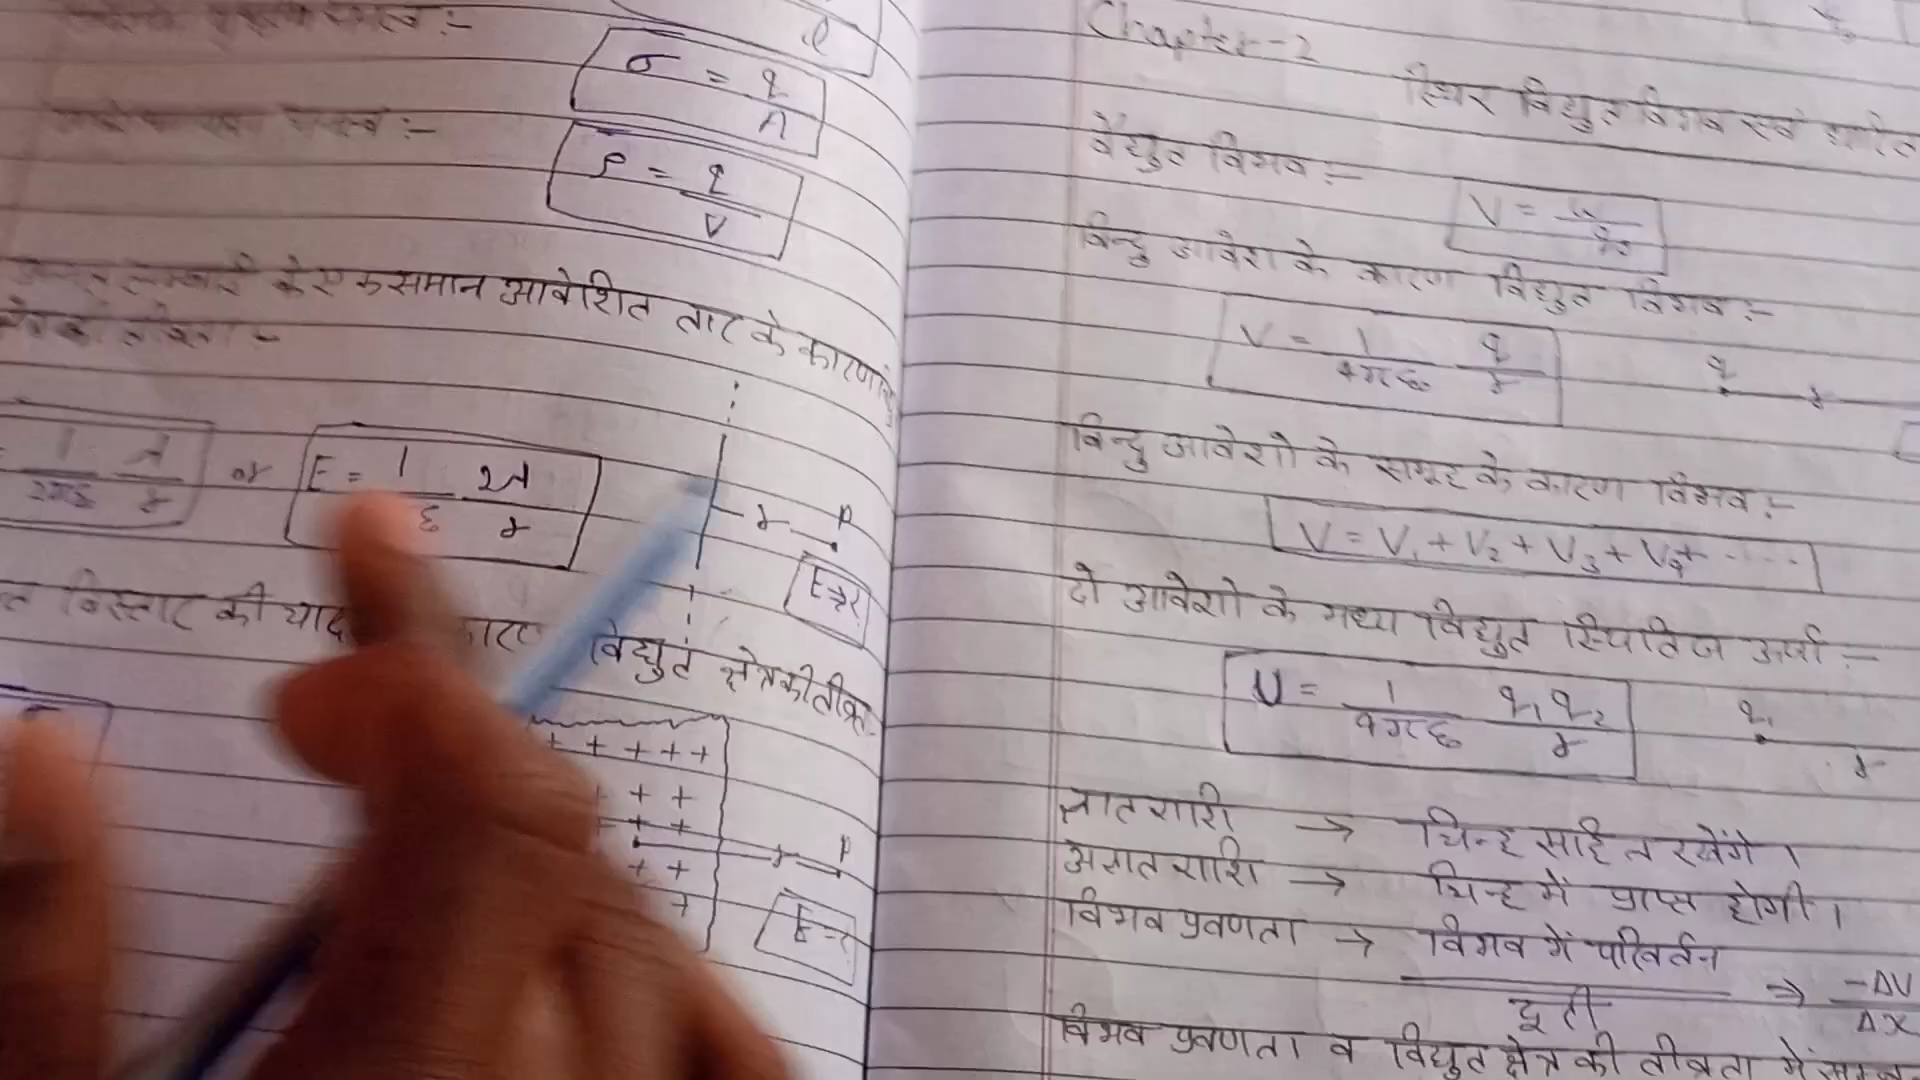 l
σ = q/A
ρ = q/V
के एक समान आवेशित तार के कारण
1/2πε₀ λ/r or E = 1 2λ/r
r P
विस्तार की विद्युत क्षेत्र की तीव्र
+ + + + +
+ + +
+ + +
r P
+ +
+
Chapter-2
स्थिर विद्युत विभव एवं धारित
वैद्युत विभव :-
V = w/q₀
बिन्दु आवेश के कारण विद्युत विभव :-
V = 1/4πε₀ q/r
q r
बिन्दु आवेशो के समूह के कारण विभव :-
V = V₁ + V₂ + V₃ + V₄ + ....
दो आवेशो के मध्य विद्युत स्थितिज ऊर्जा :-
U = 1/4πε₀ q₁q₂/r
q₁ r
ज्ञात राशी → चिन्ह सहित रखेंगे ।
अज्ञात राशि → चिन्ह में प्राप्त होगी ।
विभव प्रवणता → विभव में परिवर्तन/दूरी ⇒ -ΔV/Δx
विभव प्रवणता व विद्युत क्षेत्र की तीव्रता में